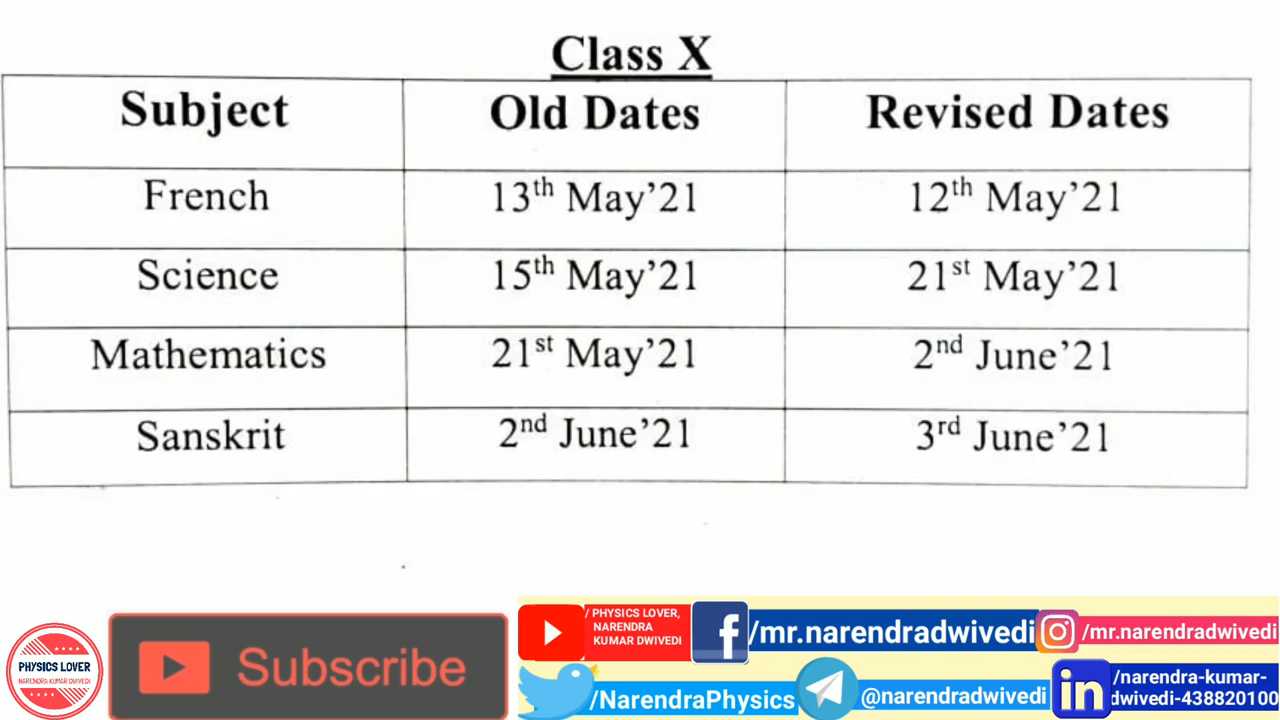 Class X
Subject Old Dates Revised Dates
French 13th May'21 12th May'21
Science 15th May'21 21st May'21
Mathematics 21st May'21 2nd June'21
Sanskrit 2nd June'21 3rd June'21
PHYSICS LOVER
NARENDRA KUMAR DWIVEDI
Subscribe
/ PHYSICS LOVER,
NARENDRA
KUMAR DWIVEDI
/mr.narendradwivedi
/mr.narendradwivedi
/NarendraPhysics
@narendradwivedi
/narendra-kumar-
dwivedi-438820100